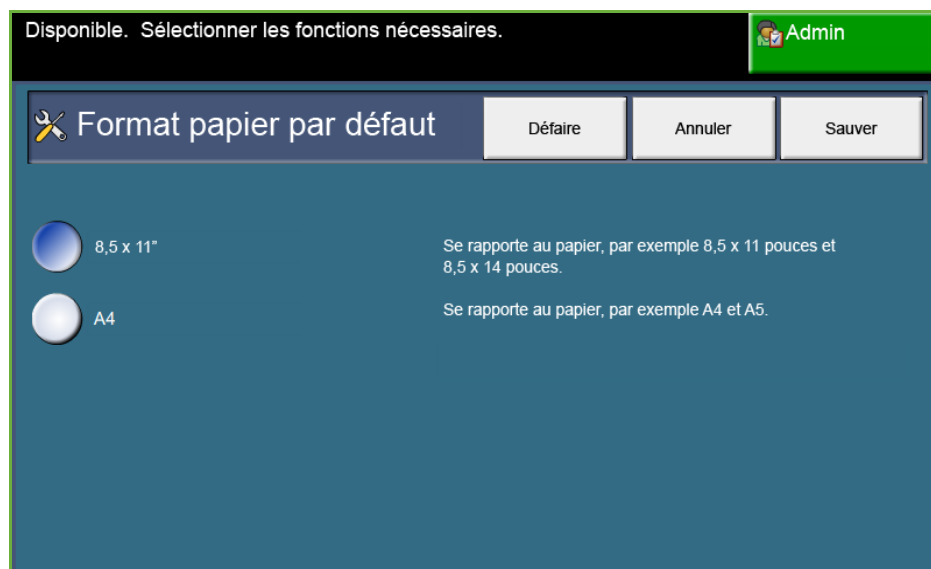 Disponible. Sélectionner les fonctions nécessaires.
Admin
Format papier par défaut
Défaire
Annuler
Sauver
8,5 x 11"
Se rapporte au papier, par exemple 8,5 x 11 pouces et
8,5 x 14 pouces.
A4
Se rapporte au papier, par exemple A4 et A5.